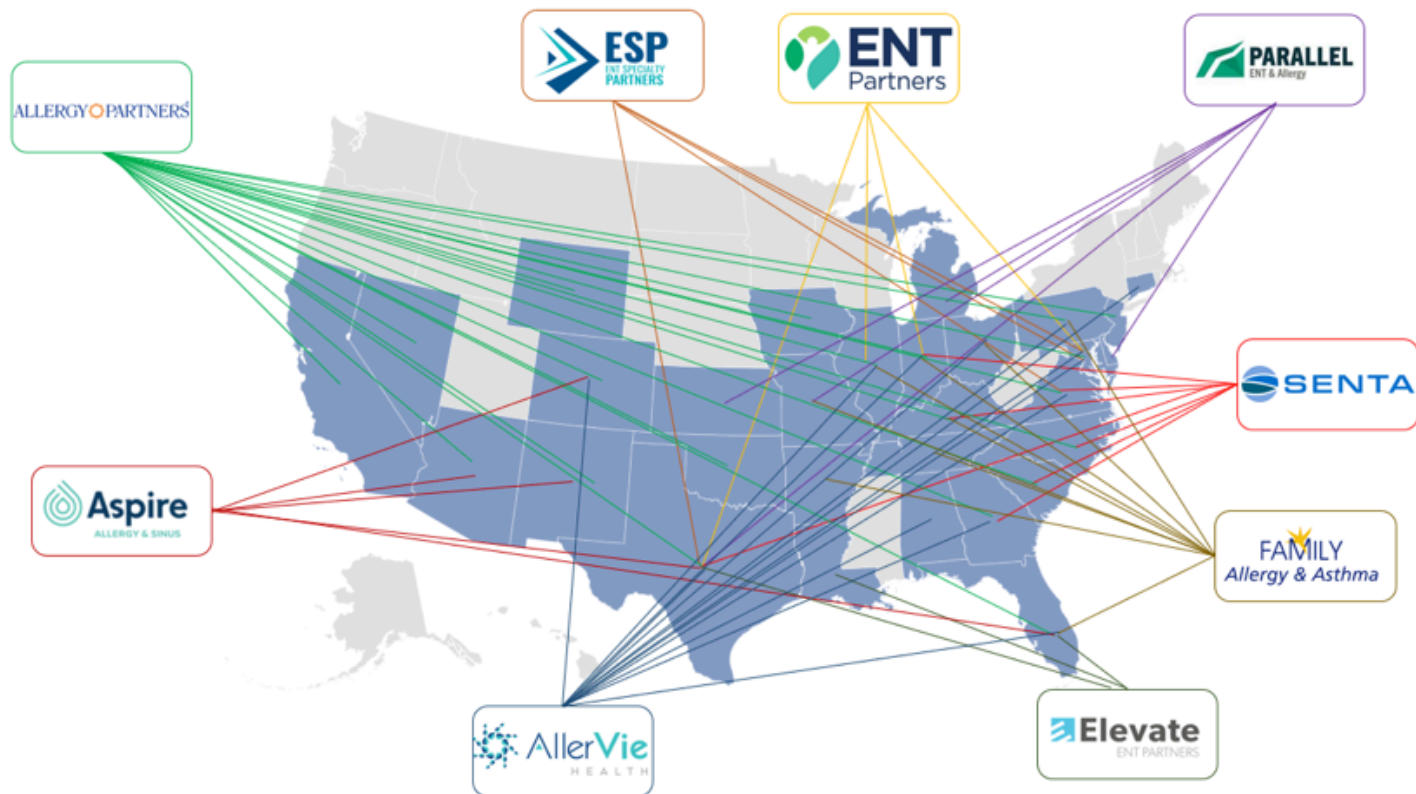 ESP
ENT SPECIALTY
PARTNERS
ENT
Partners
PARALLEL
ENT & Allergy
ALLERGY PARTNERS
SENTA
Aspire
ALLERGY & SINUS
FAMILY
Allergy & Asthma
AllerVie
HEALTH
Elevate
ENT PARTNERS